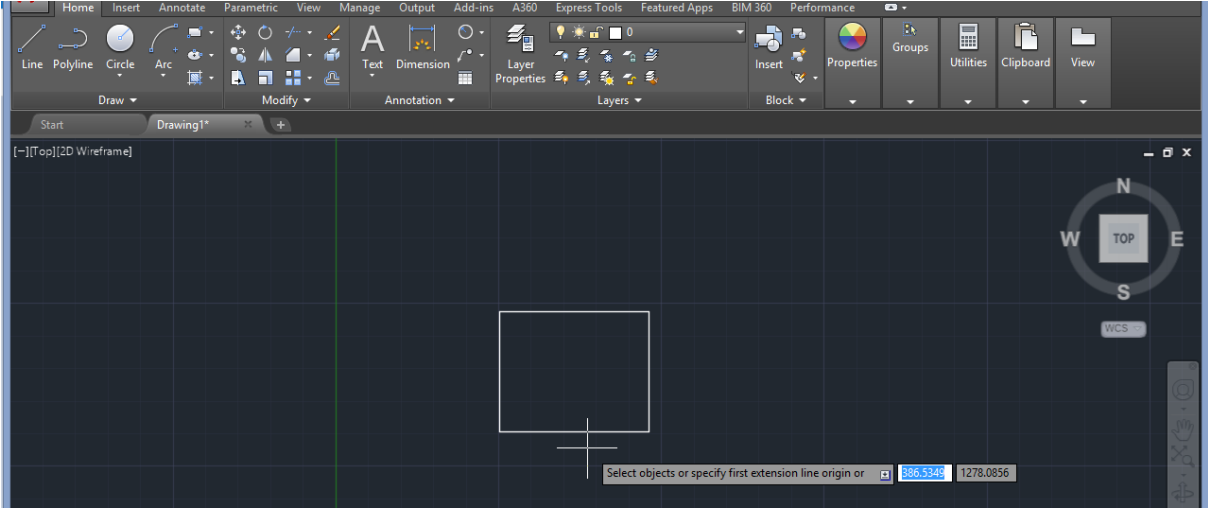 Home Insert Annotate Parametric View Manage Output Add-ins A360 Express Tools Featured Apps BIM 360 Performance
0
Line Polyline Circle Arc Text Dimension Layer Properties Insert Properties Groups Utilities Clipboard View
Draw Modify Annotation Layers Block
Start Drawing1* +
[−][Top][2D Wireframe]
N
W TOP E
S
WCS
Select objects or specify first extension line origin or 386.5349 1278.0856